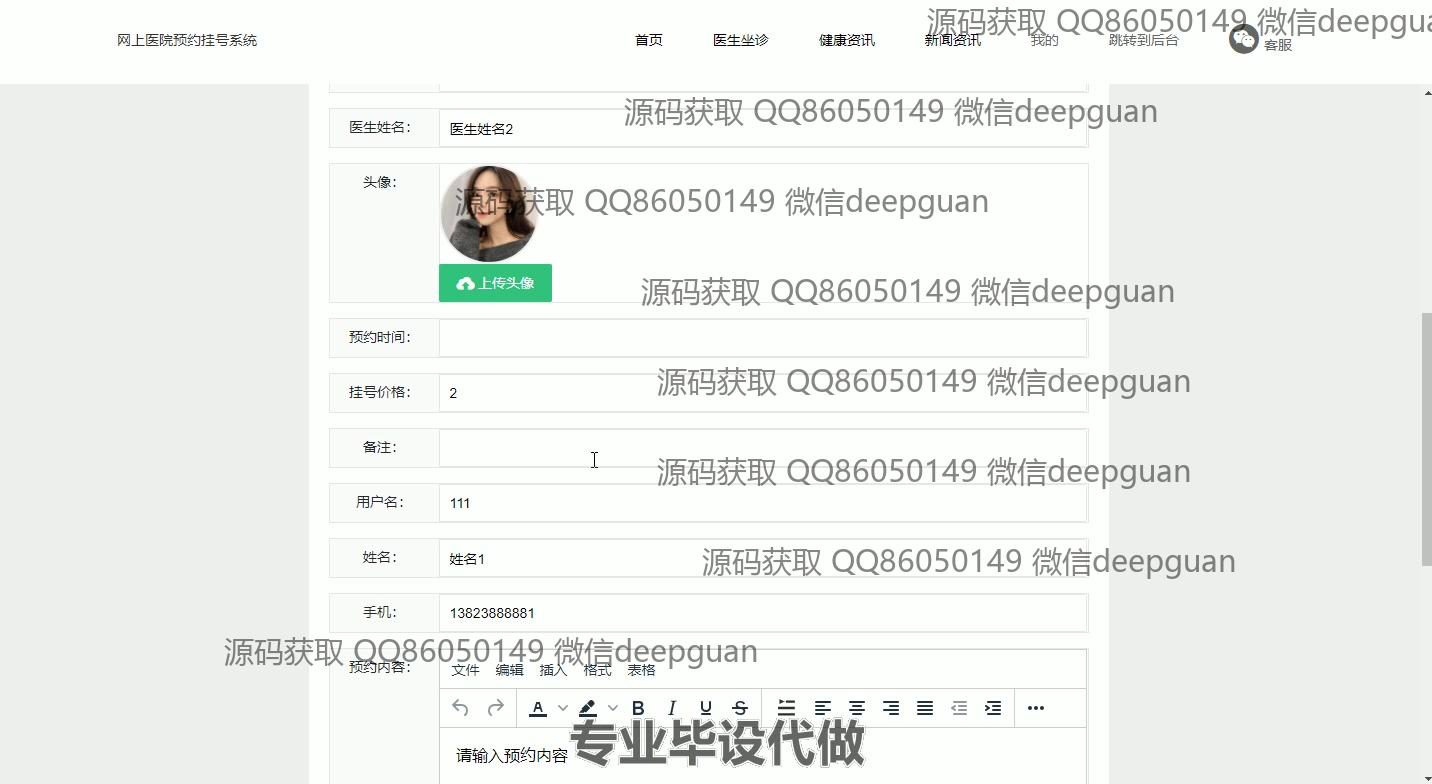 源码获取 QQ86050149 微信deepgua
网上医院预约挂号系统 首页 医生坐诊 健康资讯 新闻资讯 我的 跳转到后台 客服
源码获取 QQ86050149 微信deepguan
医生姓名： 医生姓名2
头像：
源码获取 QQ86050149 微信deepguan
上传头像
源码获取 QQ86050149 微信deepguan
预约时间：
源码获取 QQ86050149 微信deepguan
挂号价格： 2
备注：
源码获取 QQ86050149 微信deepguan
用户名： 111
姓名： 姓名1
源码获取 QQ86050149 微信deepguan
手机： 13823888881
源码获取 QQ86050149 微信deepguan
预约内容： 文件 编辑 插入 格式 表格
A B I U S
请输入预约内容
专业毕设代做